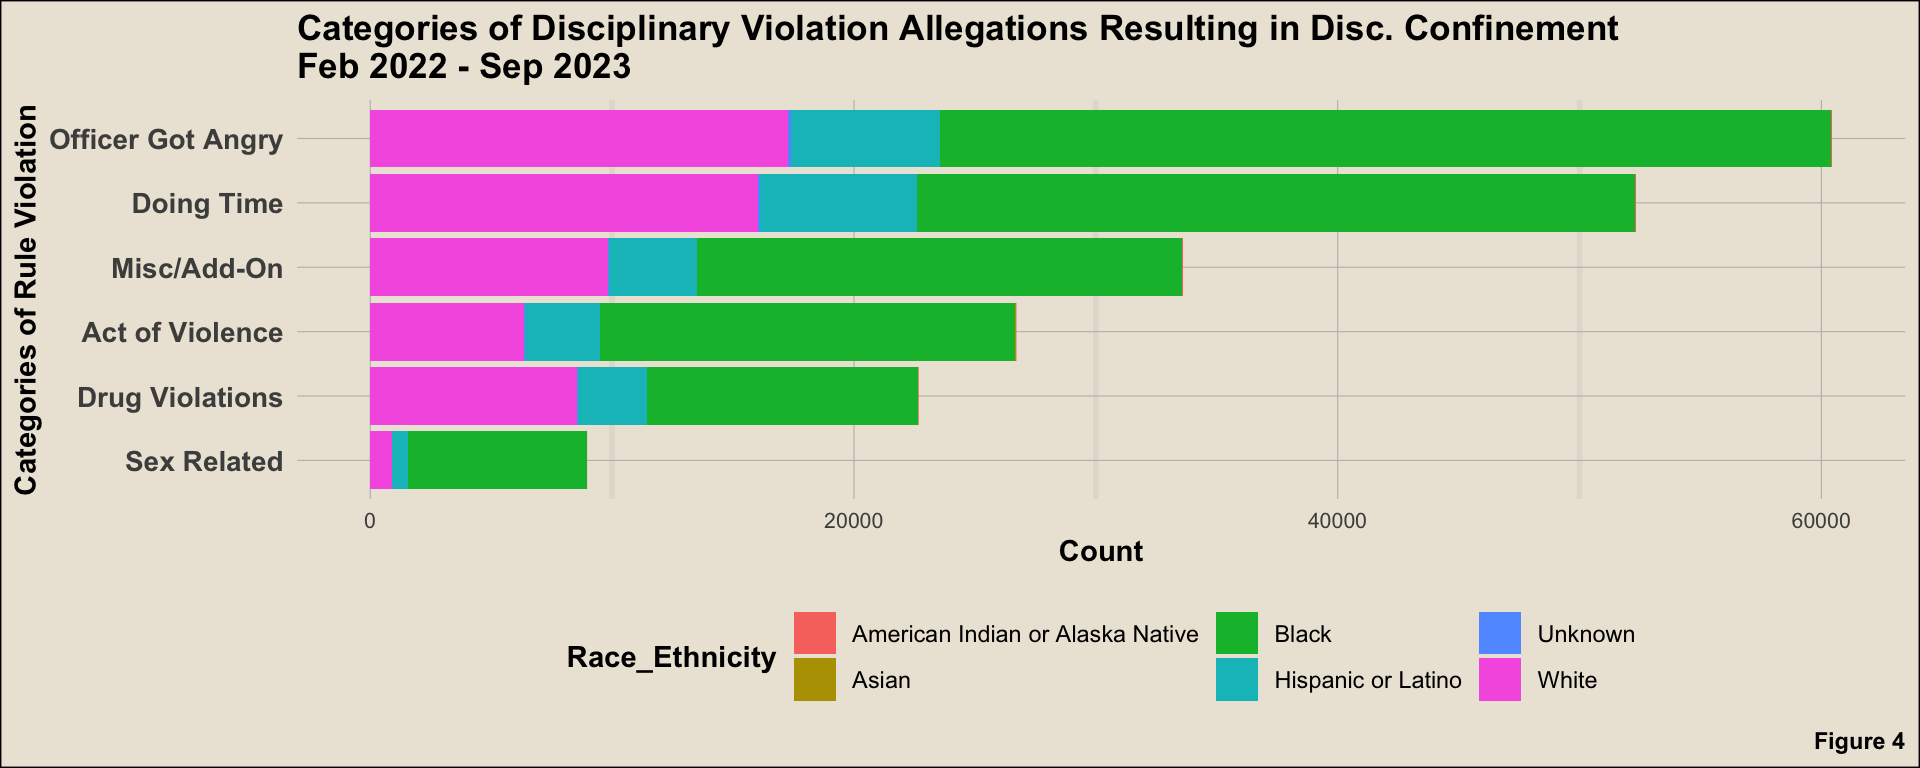 Categories of Disciplinary Violation Allegations Resulting in Disc. Confinement
Feb 2022 - Sep 2023
Categories of Rule Violation
Officer Got Angry
Doing Time
Misc/Add-On
Act of Violence
Drug Violations
Sex Related
0 20000 40000 60000
Count
Race_Ethnicity
American Indian or Alaska Native Black Unknown
Asian Hispanic or Latino White
Figure 4